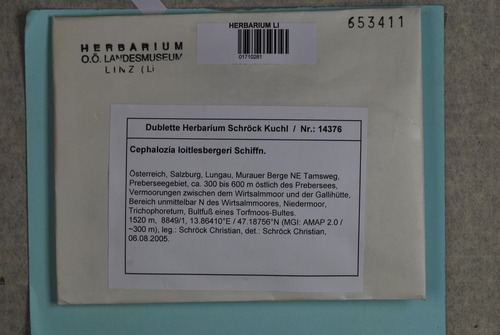 HERBARIUM LI
01710281
653411
HERBARIUM
O.Ö. LANDESMUSEUM
LINZ (LI
Dublette Herbarium Schröck Kuchl / Nr.: 14376
Cephalozia loitlesbergeri Schiffn.
Österreich, Salzburg, Lungau, Murauer Berge NE Tamsweg,
Preberseegebiet, ca. 300 bis 600 m östlich des Prebersees,
Vermoorungen zwischen dem Wirtsalmmoor und der Gallihütte,
Bereich unmittelbar N des Wirtsalmmoores, Niedermoor,
Trichophoretum, Bultfuß eines Torfmoos-Bultes.
1520 m, 8849/1, 13.86410°E / 47.18756°N (MGI: AMAP 2.0 /
~300 m), leg.: Schröck Christian, det.: Schröck Christian,
06.08.2005.